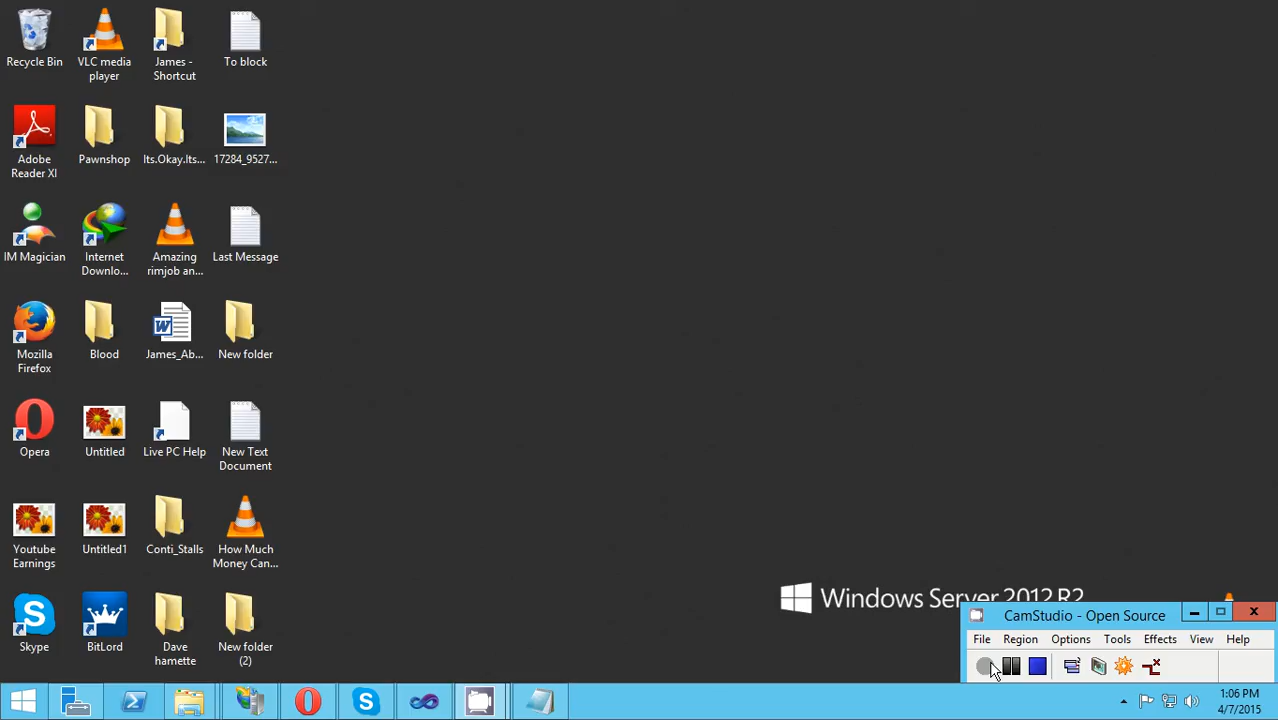 Recycle Bin
VLC media
player
James -
Shortcut
To block
Adobe
Reader XI
Pawnshop
Its.Okay.Its...
17284_9527...
IM Magician
Internet
Downlo...
Amazing
rimjob an...
Last Message
Mozilla
Firefox
Blood
James_Ab...
New folder
Opera
Untitled
Live PC Help
New Text
Document
Youtube
Earnings
Untitled1
Conti_Stalls
How Much
Money Can...
Skype
BitLord
Dave
hamette
New folder
(2)
Windows Server 2012 R2
CamStudio - Open Source
File Region Options Tools Effects View Help
1:06 PM
4/7/2015